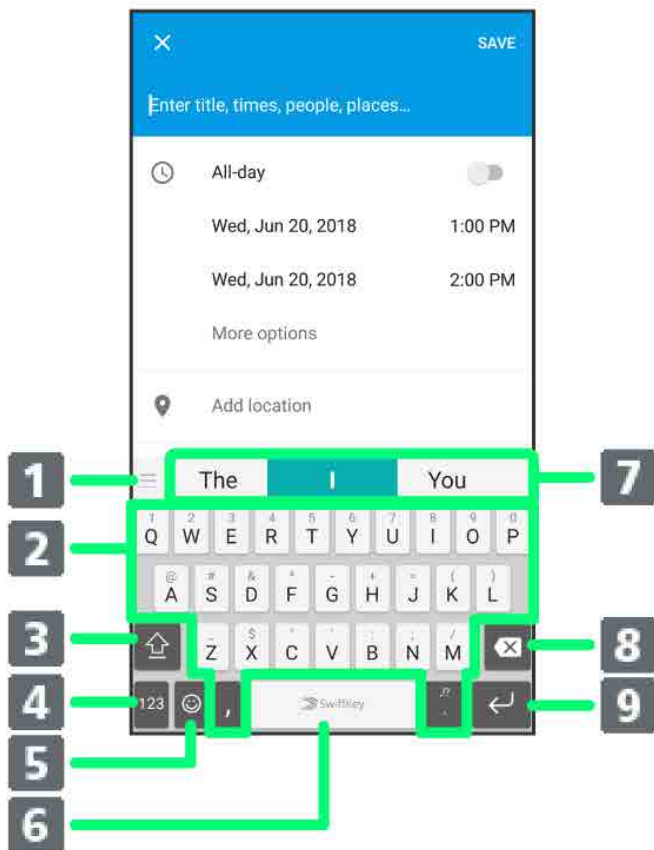 SAVE
Enter title, times, people, places...
All-day
Wed, Jun 20, 2018 1:00 PM
Wed, Jun 20, 2018 2:00 PM
More options
Add location
1 The I You 7
1 2 3 4 5 6 7 8 9 0
2 Q W E R T Y U I O P
@ # & * - + = ( )
A S D F G H J K L
_ $ " ' : ; /
3 Z X C V B N M 8
4 123 , SwiftKey !? . 9
5
6